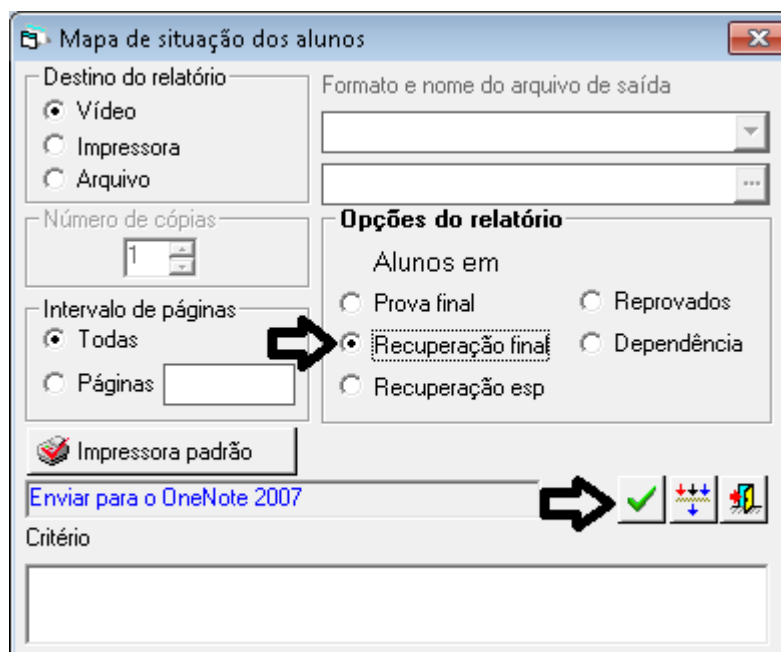 Mapa de situação dos alunos
Destino do relatório
Vídeo
Impressora
Arquivo
Formato e nome do arquivo de saída
...
Número de cópias
1
Intervalo de páginas
Todas
Páginas
Opções do relatório
Alunos em
Prova final
Reprovados
Recuperação final
Dependência
Recuperação esp
Impressora padrão
Enviar para o OneNote 2007
Critério